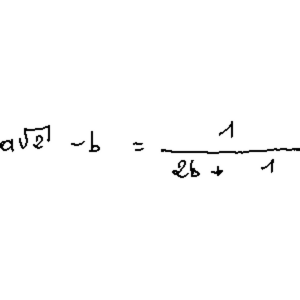 a√2 - b = 1/(2b + 1)